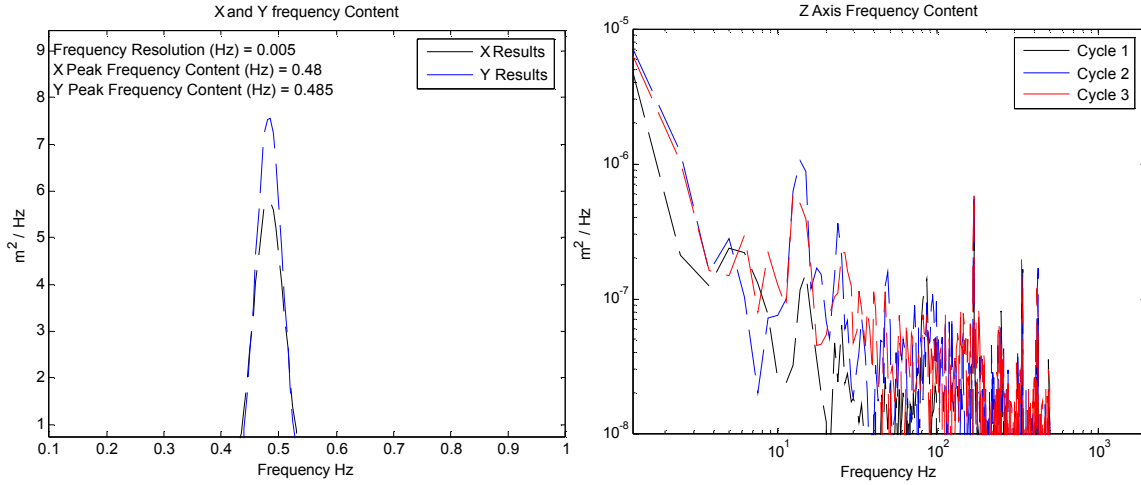 X and Y frequency Content
Frequency Resolution (Hz) = 0.005
X Peak Frequency Content (Hz) = 0.48
Y Peak Frequency Content (Hz) = 0.485
X Results
Y Results
9
8
7
6
5
4
3
2
1
m² / Hz
0.1 0.2 0.3 0.4 0.5 0.6 0.7 0.8 0.9 1
Frequency Hz
Z Axis Frequency Content
Cycle 1
Cycle 2
Cycle 3
10⁻⁵
10⁻⁶
10⁻⁷
10⁻⁸
m² / Hz
10¹ 10² 10³
Frequency Hz